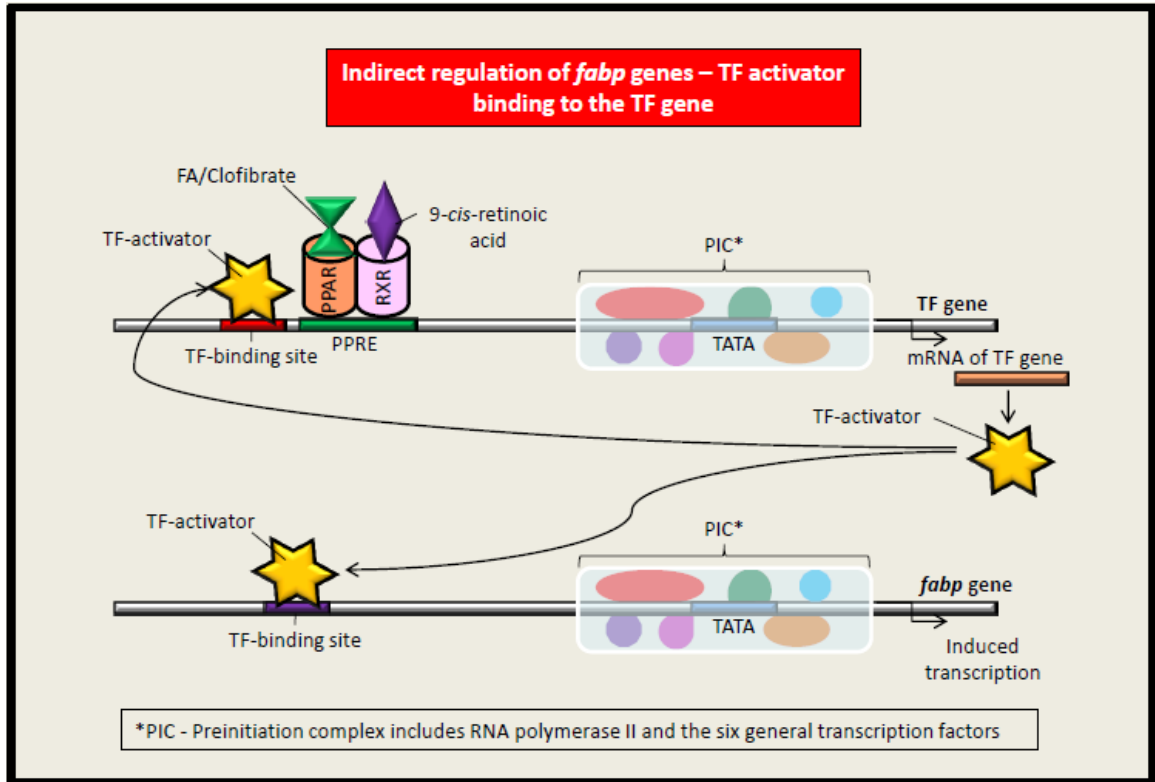 Indirect regulation of fabp genes – TF activator
binding to the TF gene
FA/Clofibrate
9-cis-retinoic
acid
TF-activator
PPAR
RXR
PIC*
TF gene
TF-binding site
PPRE
TATA
mRNA of TF gene
TF-activator
TF-activator
PIC*
fabp gene
TF-binding site
TATA
Induced
transcription
*PIC - Preinitiation complex includes RNA polymerase II and the six general transcription factors